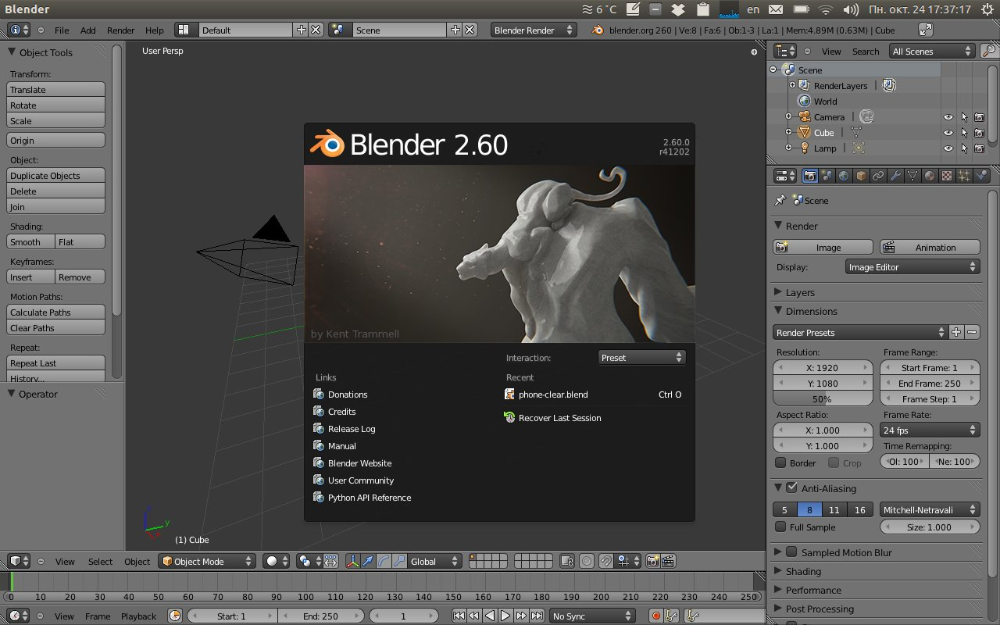 Blender
6 °C
en
Пн. окт. 24 17:37:17
File Add Render Help
Default
Scene
Blender Render
blender.org 260 | Ve:8 | Fa:6 | Ob:1-3 | La:1 | Mem:4.89M (0.63M) | Cube
Object Tools
Transform:
Translate
Rotate
Scale
Origin
Object:
Duplicate Objects
Delete
Join
Shading:
Smooth Flat
Keyframes:
Insert Remove
Motion Paths:
Calculate Paths
Clear Paths
Repeat:
Repeat Last
History...
Operator
User Persp
Blender 2.60
2.60.0
r41202
by Kent Trammell
Interaction: Preset
Links
Donations
Credits
Release Log
Manual
Blender Website
User Community
Python API Reference
Recent
phone-clear.blend Ctrl O
Recover Last Session
z
y
x
(1) Cube
View Select Object
Object Mode
Global
0 10 20 30 40 50 60 70 80 90 100 110 120 130 140 150 160 170 180 190 200 210 220 230 240 250
View Frame Playback
Start: 1
End: 250
1
No Sync
View Search All Scenes
Scene
RenderLayers |
World
Camera |
Cube |
Lamp |
Scene
Render
Image Animation
Display: Image Editor
Layers
Dimensions
Render Presets
Resolution: Frame Range:
X: 1920 Start Frame: 1
Y: 1080 End Frame: 250
50% Frame Step: 1
Aspect Ratio: Frame Rate:
X: 1.000 24 fps
Y: 1.000 Time Remapping:
Border Crop Ol: 100 Ne: 100
Anti-Aliasing
5 8 11 16 Mitchell-Netravali
Full Sample Size: 1.000
Sampled Motion Blur
Shading
Performance
Post Processing